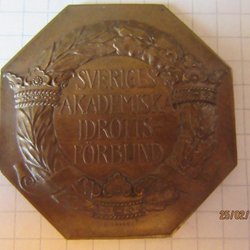 SVERIGES
AKADEMISKA
IDROTTS
FÖRBUND
25/02/